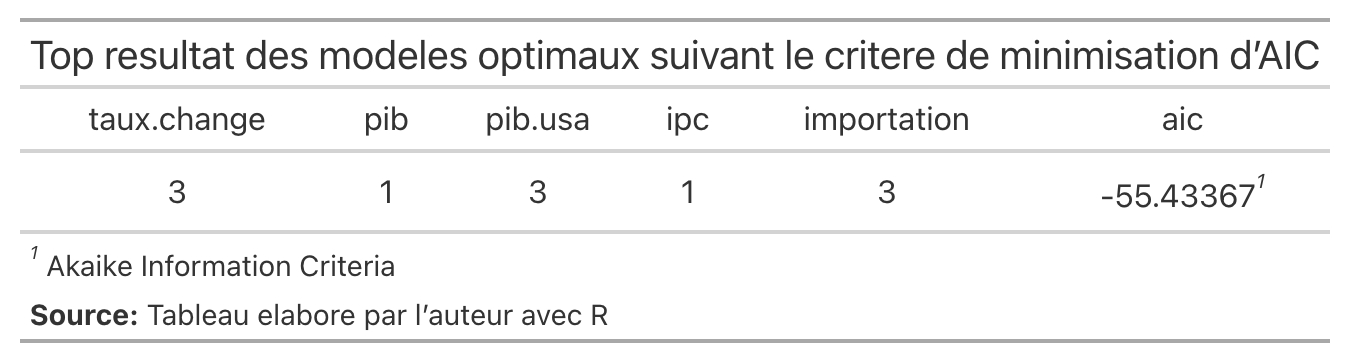 Top resultat des modeles optimaux suivant le critere de minimisation d’AIC
taux.change pib pib.usa ipc importation aic
3 1 3 1 3 -55.43367¹
¹ Akaike Information Criteria
Source: Tableau elabore par l’auteur avec R